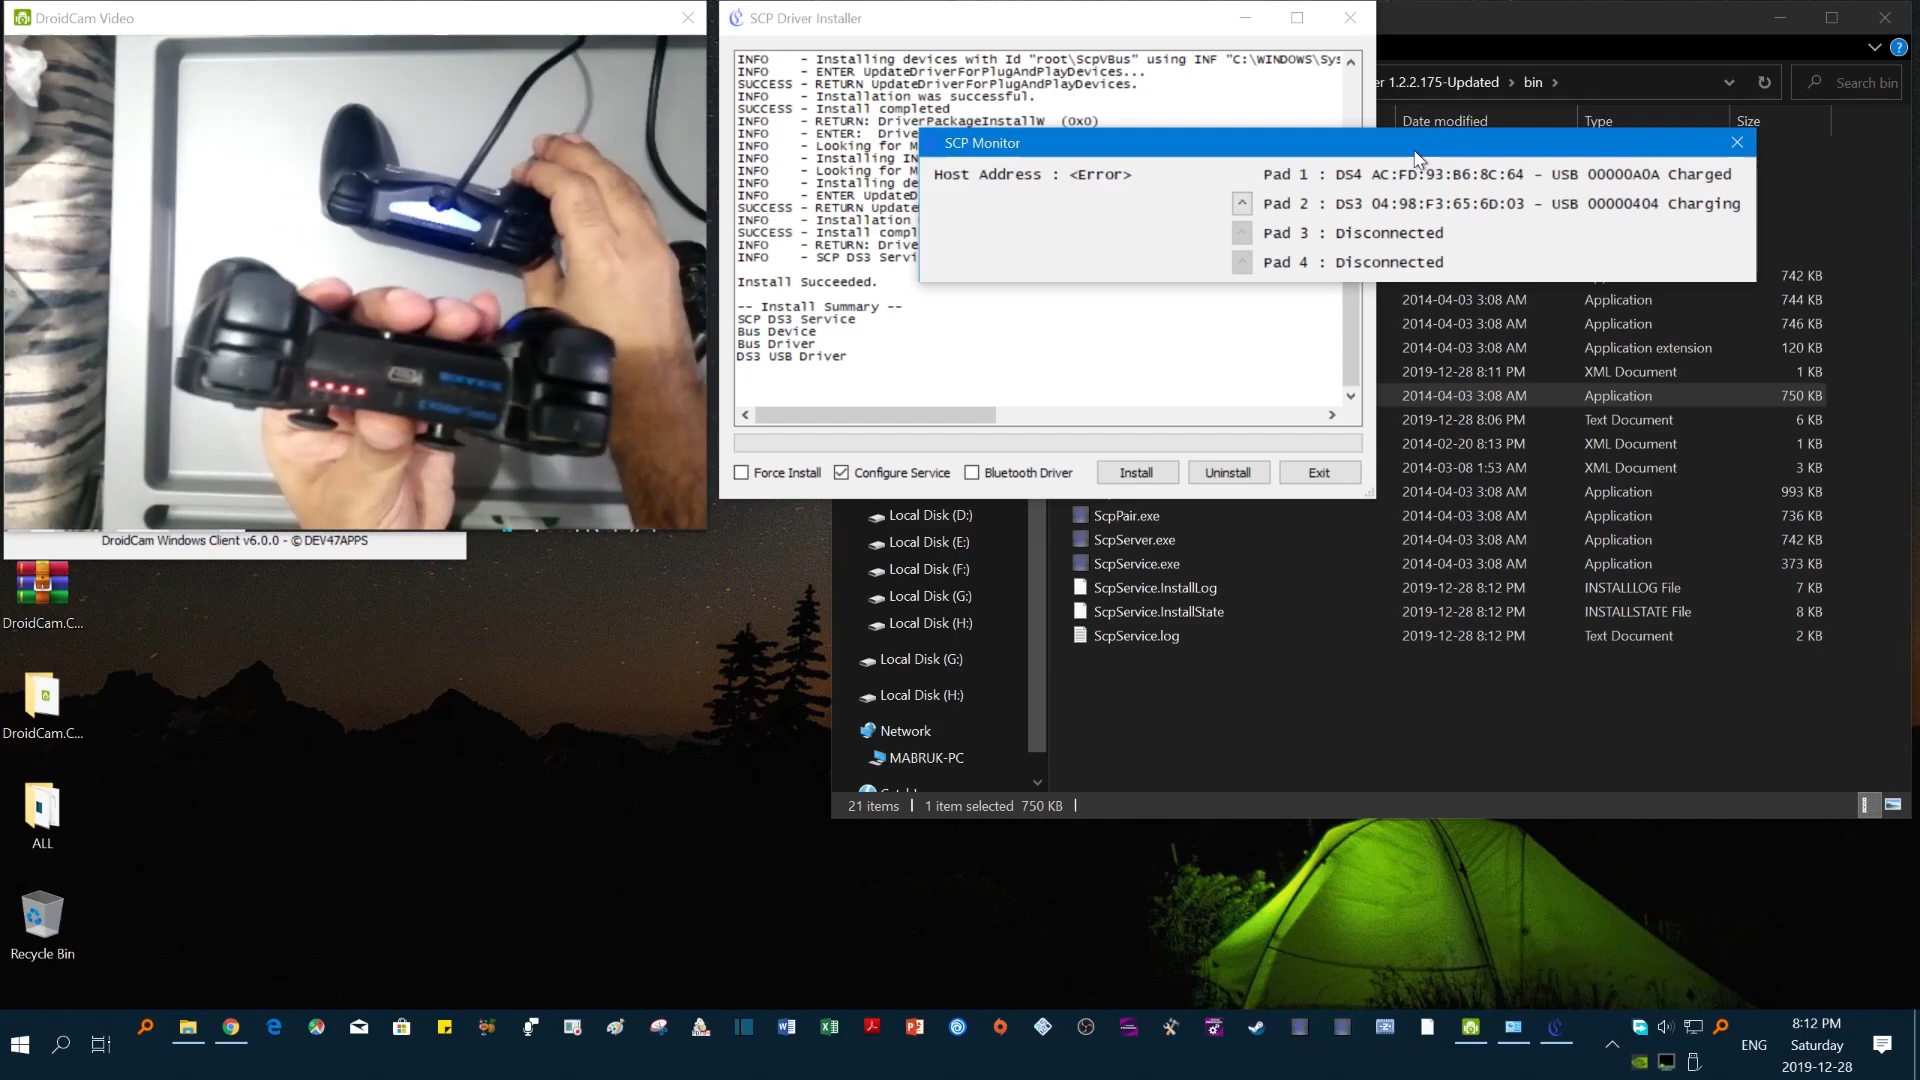 DroidCam Video
DroidCam Windows Client v6.0.0 - © DEV47APPS
SCP Driver Installer
INFO - Installing devices with Id "root\ScpVBus" using INF "C:\WINDOWS\Sys
INFO - ENTER UpdateDriverForPlugAndPlayDevices...
SUCCESS - RETURN UpdateDriverForPlugAndPlayDevices.
INFO - Installation was successful.
SUCCESS - Install completed
INFO - RETURN: DriverPackageInstallW (0x0)
INFO - ENTER: Drive
INFO - Looking for M
INFO - Installing IN
INFO - Looking for M
INFO - Installing de
INFO - ENTER Update
SUCCESS - RETURN Update
INFO - Installation
SUCCESS - Install compl
INFO - RETURN: Drive
INFO - SCP DS3 Servi
Install Succeeded.
-- Install Summary --
SCP DS3 Service
Bus Device
Bus Driver
DS3 USB Driver
Force Install
Configure Service
Bluetooth Driver
Install
Uninstall
Exit
SCP Monitor
Host Address : <Error>
Pad 1 : DS4 AC:FD:93:B6:8C:64 - USB 00000A0A Charged
Pad 2 : DS3 04:98:F3:65:6D:03 - USB 00000404 Charging
Pad 3 : Disconnected
Pad 4 : Disconnected
er 1.2.2.175-Updated > bin >
Search bin
Date modified Type Size
742 KB
2014-04-03 3:08 AM Application 744 KB
2014-04-03 3:08 AM Application 746 KB
2014-04-03 3:08 AM Application extension 120 KB
2019-12-28 8:11 PM XML Document 1 KB
2014-04-03 3:08 AM Application 750 KB
2019-12-28 8:06 PM Text Document 6 KB
2014-02-20 8:13 PM XML Document 1 KB
2014-03-08 1:53 AM XML Document 3 KB
2014-04-03 3:08 AM Application 993 KB
ScpPair.exe 2014-04-03 3:08 AM Application 736 KB
ScpServer.exe 2014-04-03 3:08 AM Application 742 KB
ScpService.exe 2014-04-03 3:08 AM Application 373 KB
ScpService.InstallLog 2019-12-28 8:12 PM INSTALLLOG File 7 KB
ScpService.InstallState 2019-12-28 8:12 PM INSTALLSTATE File 8 KB
ScpService.log 2019-12-28 8:12 PM Text Document 2 KB
Local Disk (D:)
Local Disk (E:)
Local Disk (F:)
Local Disk (G:)
Local Disk (H:)
Local Disk (G:)
Local Disk (H:)
Network
MABRUK-PC
21 items 1 item selected 750 KB
DroidCam.C...
DroidCam.C...
ALL
Recycle Bin
ENG
8:12 PM
Saturday
2019-12-28